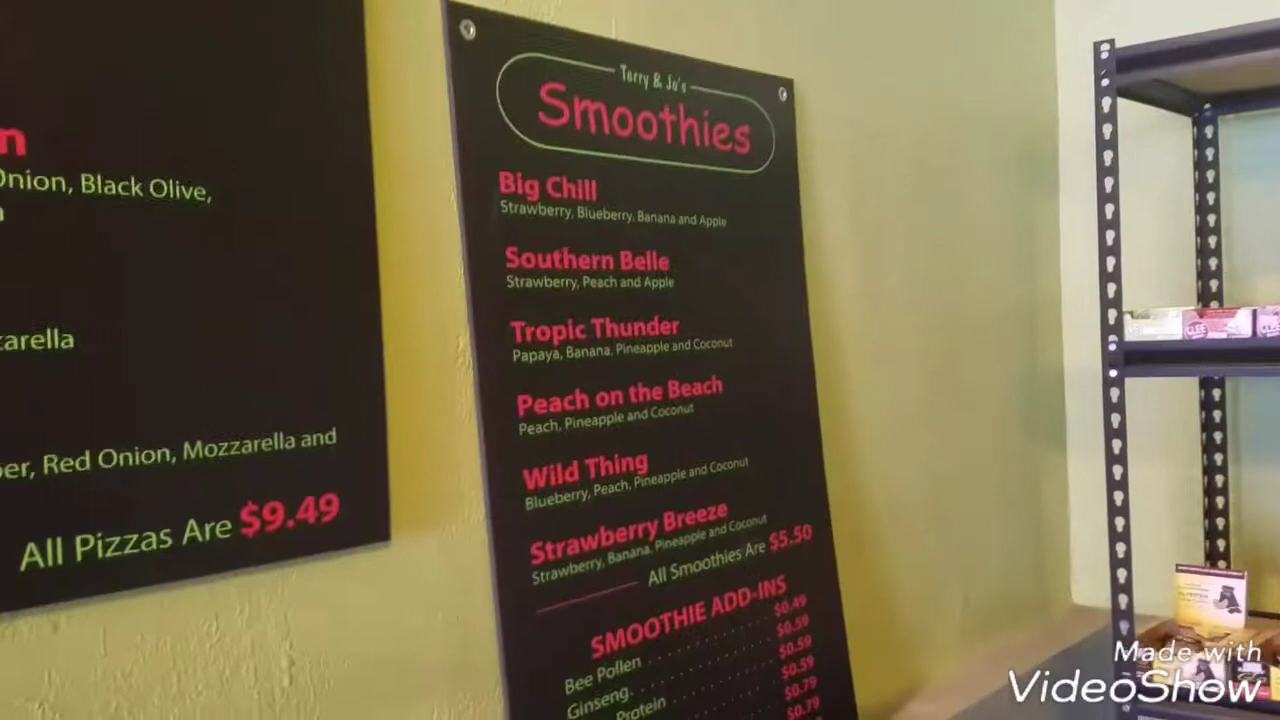 n
Onion, Black Olive,
zarella
per, Red Onion, Mozzarella and
All Pizzas Are $9.49
Terry & Jo's
Smoothies
Big Chill
Strawberry, Blueberry, Banana and Apple
Southern Belle
Strawberry, Peach and Apple
Tropic Thunder
Papaya, Banana, Pineapple and Coconut
Peach on the Beach
Peach, Pineapple and Coconut
Wild Thing
Blueberry, Peach, Pineapple and Coconut
Strawberry Breeze
Strawberry, Banana, Pineapple and Coconut
All Smoothies Are $5.50
SMOOTHIE ADD-INS
Bee Pollen $0.49
Ginseng $0.59
Protein $0.59
$0.59
$0.79
$0.79
Made with
VideoShow